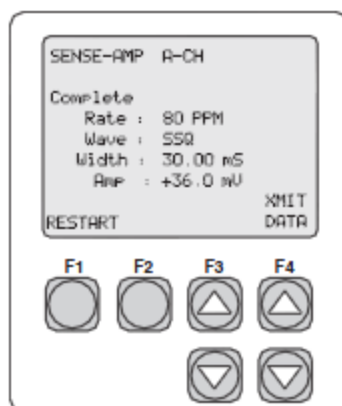 SENSE-AMP A-CH
Complete
Rate : 80 PPM
Wave : SSQ
Width : 30.00 mS
Amp : +36.0 mV
XMIT
RESTART DATA
F1 F2 F3 F4